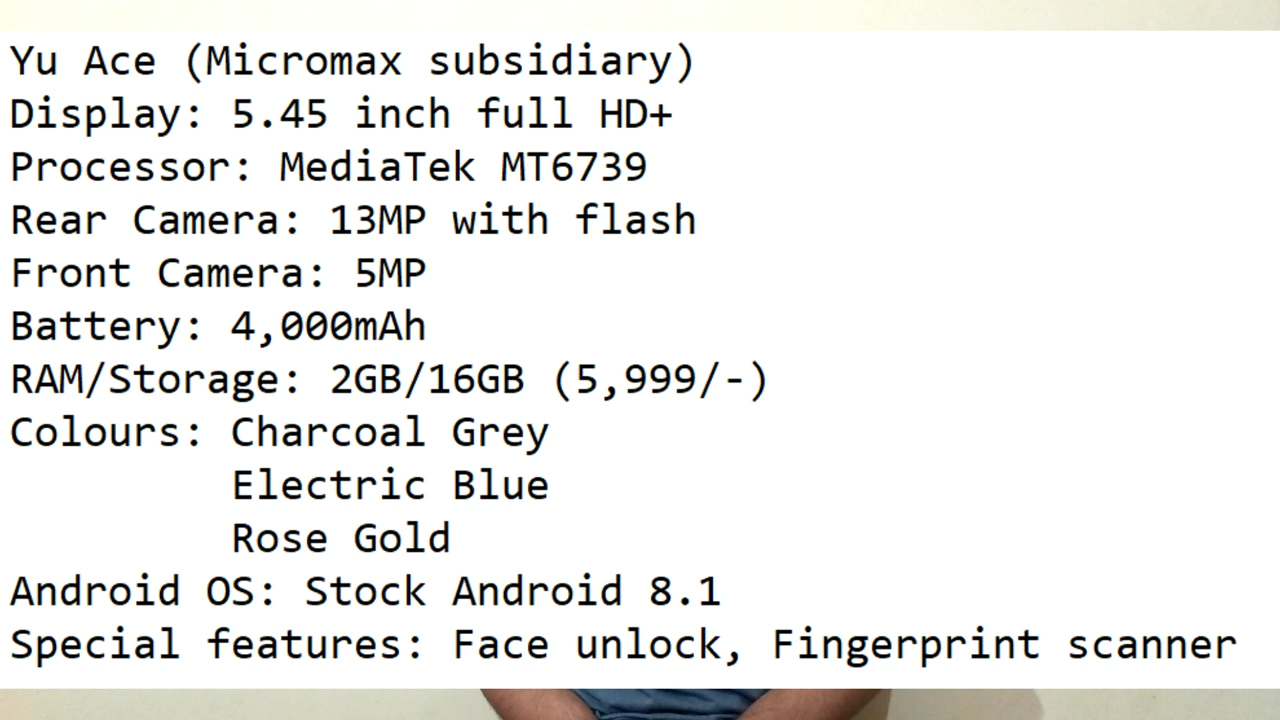 Yu Ace (Micromax subsidiary)
Display: 5.45 inch full HD+
Processor: MediaTek MT6739
Rear Camera: 13MP with flash
Front Camera: 5MP
Battery: 4,000mAh
RAM/Storage: 2GB/16GB (5,999/-)
Colours: Charcoal Grey
Electric Blue
Rose Gold
Android OS: Stock Android 8.1
Special features: Face unlock, Fingerprint scanner